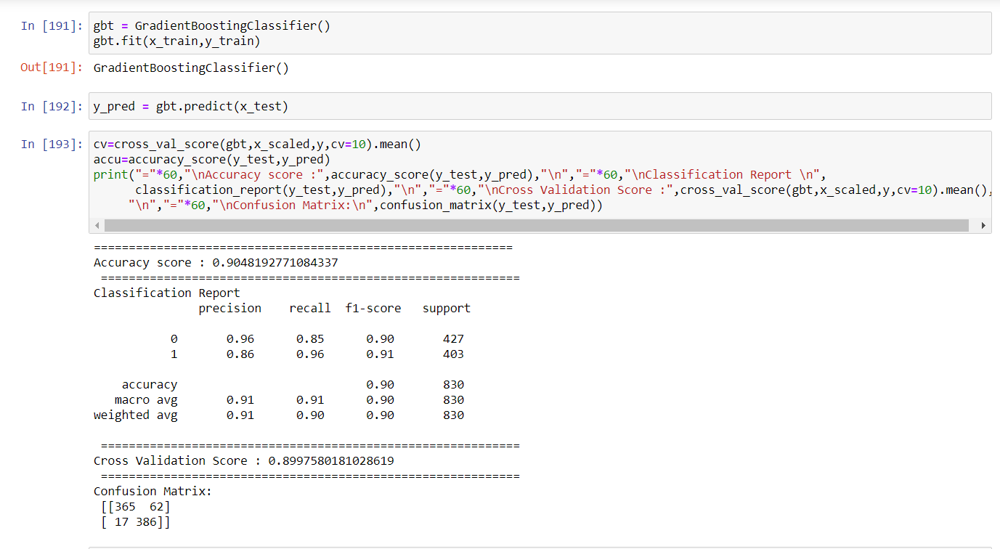 In [191]: gbt = GradientBoostingClassifier()
gbt.fit(x_train,y_train)
Out[191]: GradientBoostingClassifier()
In [192]: y_pred = gbt.predict(x_test)
In [193]: cv=cross_val_score(gbt,x_scaled,y,cv=10).mean()
accu=accuracy_score(y_test,y_pred)
print("="*60,"\nAccuracy score :",accuracy_score(y_test,y_pred),"\n","="*60,"\nClassification Report \n",
classification_report(y_test,y_pred),"\n","="*60,"\nCross Validation Score :",cross_val_score(gbt,x_scaled,y,cv=10).mean(),
"\n","="*60,"\nConfusion Matrix:\n",confusion_matrix(y_test,y_pred))
============================================================
Accuracy score : 0.9048192771084337
============================================================
Classification Report
precision recall f1-score support
0 0.96 0.85 0.90 427
1 0.86 0.96 0.91 403
accuracy 0.90 830
macro avg 0.91 0.91 0.90 830
weighted avg 0.91 0.90 0.90 830
============================================================
Cross Validation Score : 0.8997580181028619
============================================================
Confusion Matrix:
[[365 62]
[ 17 386]]